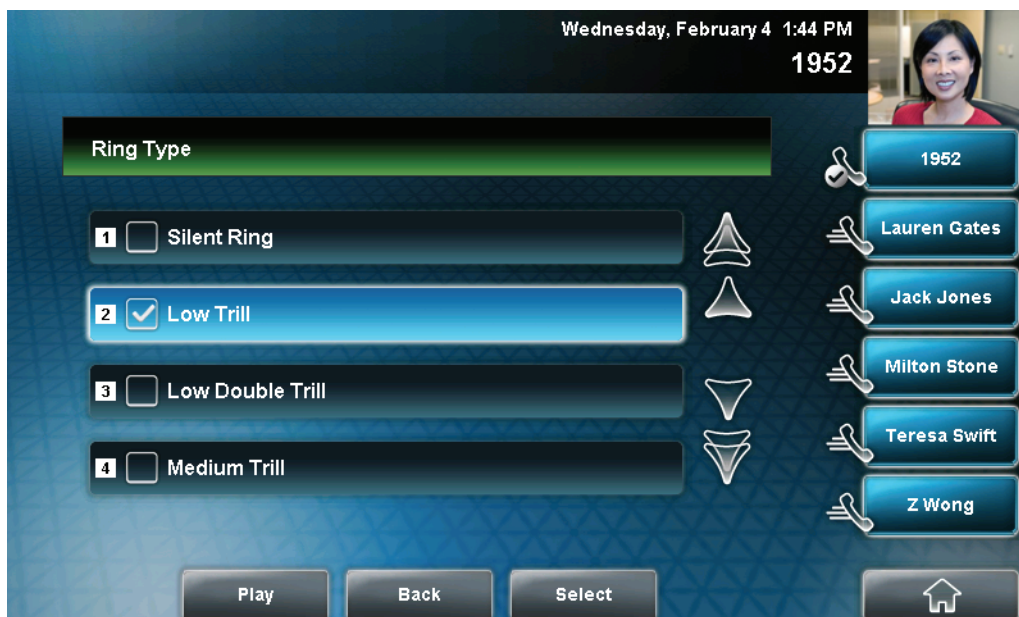 Wednesday, February 4 1:44 PM
1952
Ring Type
1 Silent Ring
2 Low Trill
3 Low Double Trill
4 Medium Trill
1952
Lauren Gates
Jack Jones
Milton Stone
Teresa Swift
Z Wong
Play Back Select